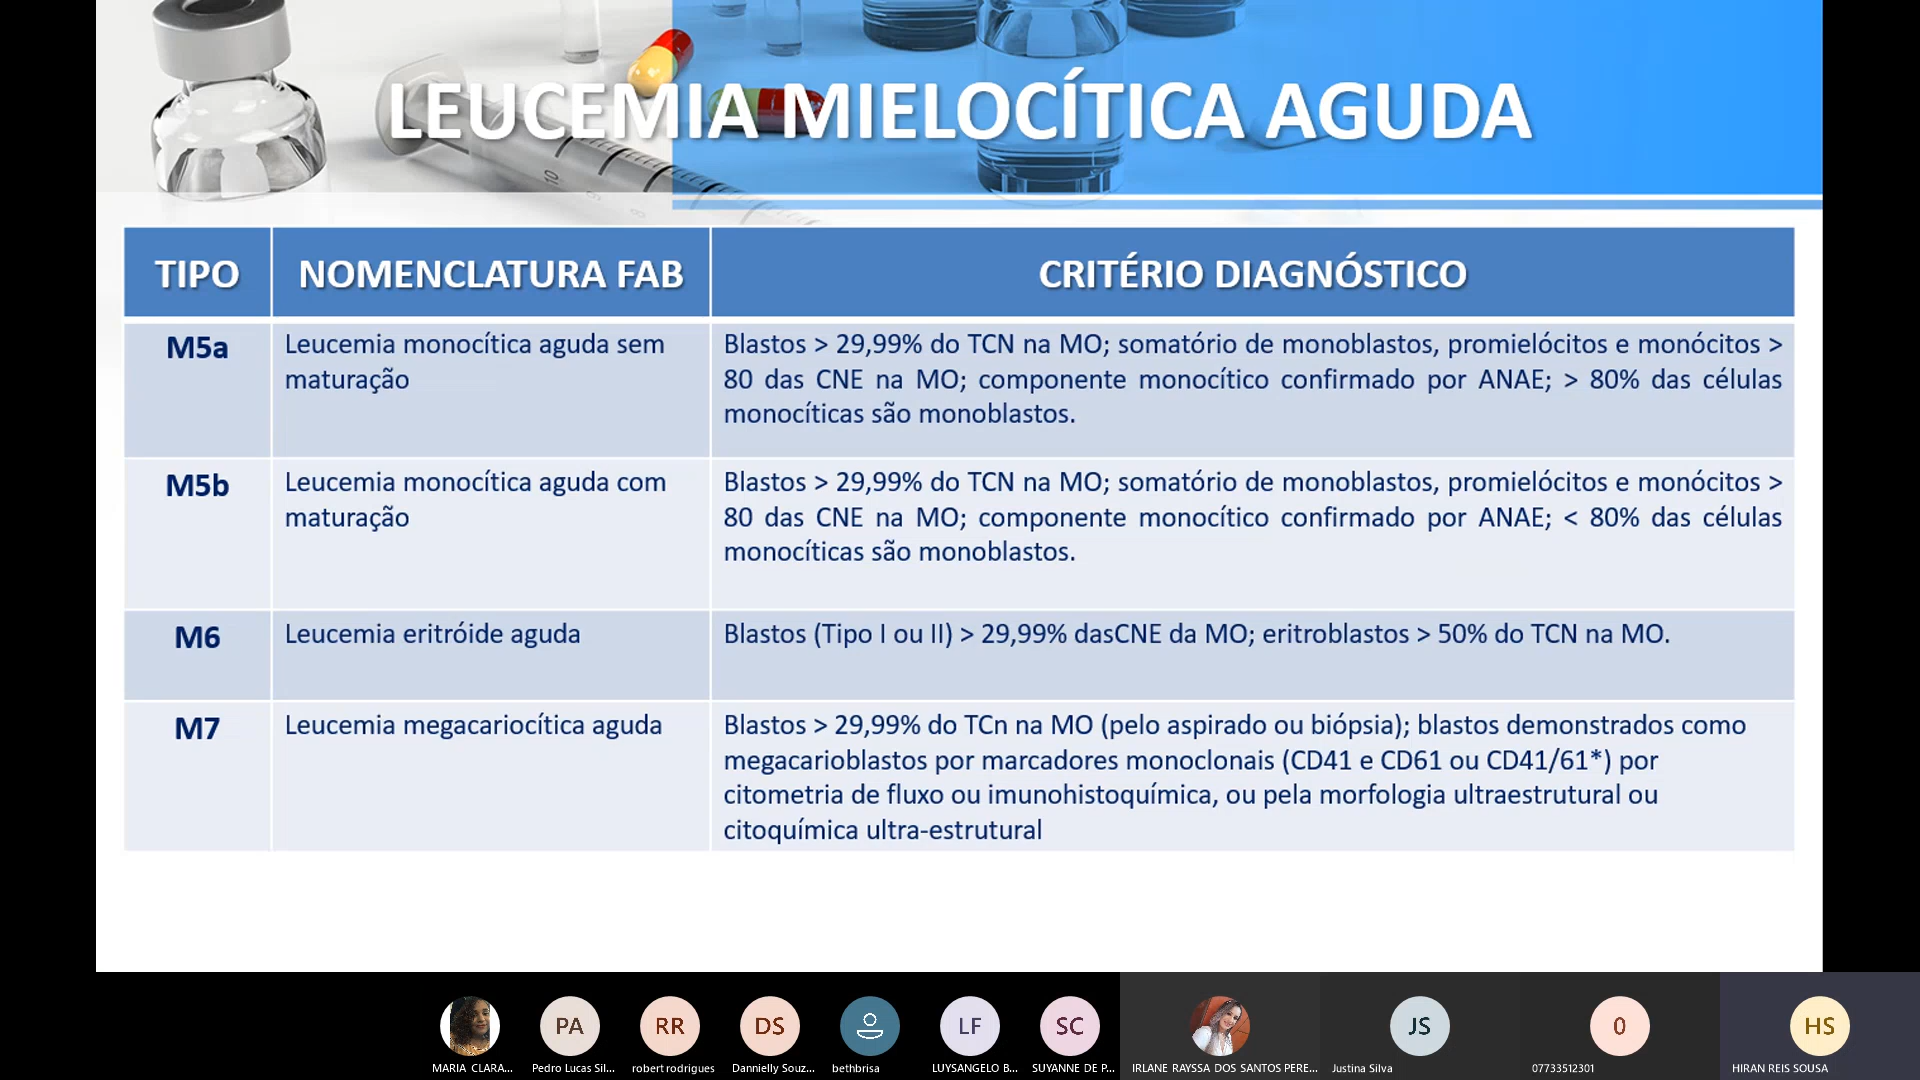 LEUCEMIA MIELOCÍTICA AGUDA
TIPO
NOMENCLATURA FAB
CRITÉRIO DIAGNÓSTICO
M5a
Leucemia monocítica aguda sem
maturação
Blastos > 29,99% do TCN na MO; somatório de monoblastos, promielócitos e monócitos >
80 das CNE na MO; componente monocítico confirmado por ANAE; > 80% das células
monocíticas são monoblastos.
M5b
Leucemia monocítica aguda com
maturação
Blastos > 29,99% do TCN na MO; somatório de monoblastos, promielócitos e monócitos >
80 das CNE na MO; componente monocítico confirmado por ANAE; < 80% das células
monocíticas são monoblastos.
M6
Leucemia eritróide aguda
Blastos (Tipo I ou II) > 29,99% dasCNE da MO; eritroblastos > 50% do TCN na MO.
M7
Leucemia megacariocítica aguda
Blastos > 29,99% do TCn na MO (pelo aspirado ou biópsia); blastos demonstrados como
megacarioblastos por marcadores monoclonais (CD41 e CD61 ou CD41/61*) por
citometria de fluxo ou imunohistoquímica, ou pela morfologia ultraestrutural ou
citoquímica ultra-estrutural
10
PA
RR
DS
LF
SC
JS
0
HS
MARIA CLARA...
Pedro Lucas Sil...
robert rodrigues
Dannielly Souz...
bethbrisa
LUYSANGELO B...
SUYANNE DE P...
IRLANE RAYSSA DOS SANTOS PERE...
Justina Silva
07733512301
HIRAN REIS SOUSA